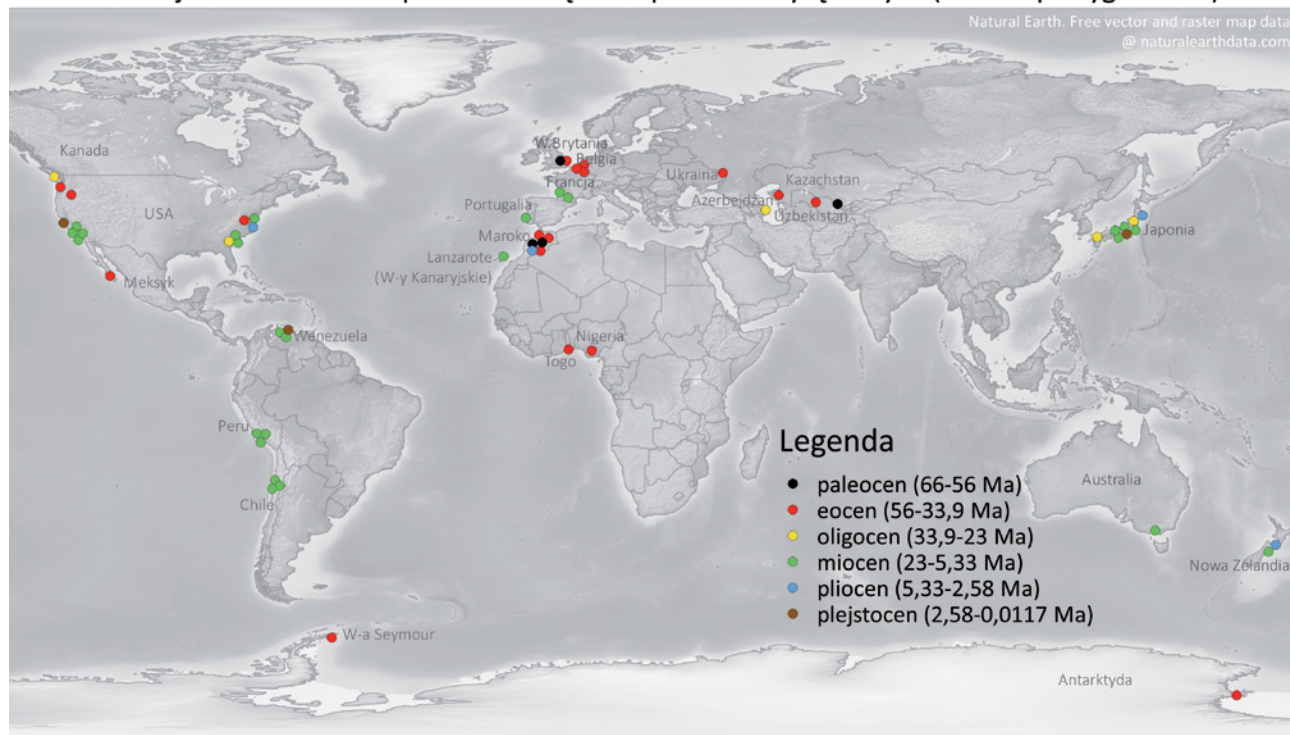 Natural Earth. Free vector and raster map data
@ naturalearthdata.com
Kanada
W.Brytania
Belgia
Ukraina
Francja
Kazachstan
USA
Portugalia
Azerbejdżan
Uzbekistan
Japonia
Maroko
Lanzarote
(W-y Kanaryjskie)
Meksyk
Wenezuela
Nigeria
Togo
Peru
Legenda
Chile
Australia
paleocen (66-56 Ma)
eocen (56-33,9 Ma)
oligocen (33,9-23 Ma)
miocen (23-5,33 Ma)
Nowa Zelandia
pliocen (5,33-2,58 Ma)
plejstocen (2,58-0,0117 Ma)
W-a Seymour
Antarktyda